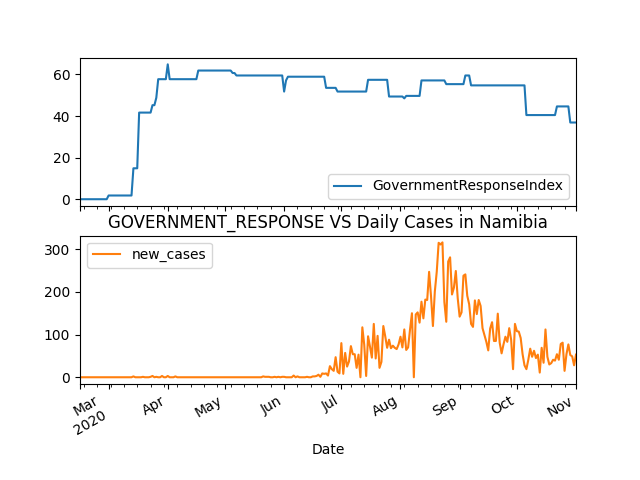 60
40
20
0
GovernmentResponseIndex
GOVERNMENT_RESPONSE VS Daily Cases in Namibia
300
200
100
0
new_cases
Mar
2020
Apr
May
Jun
Jul
Aug
Sep
Oct
Nov
Date